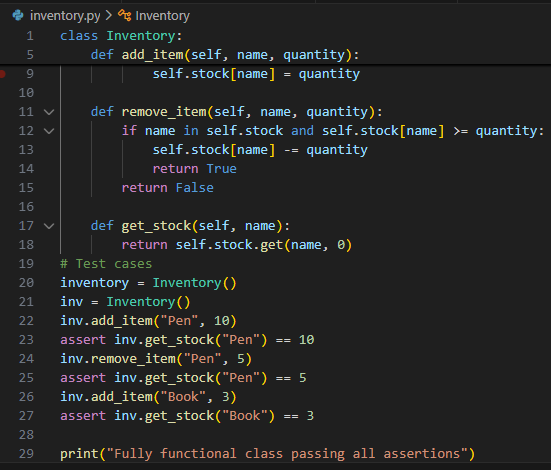 inventory.py > Inventory
1 class Inventory:
5     def add_item(self, name, quantity):
9             self.stock[name] = quantity
10
11     def remove_item(self, name, quantity):
12         if name in self.stock and self.stock[name] >= quantity:
13             self.stock[name] -= quantity
14             return True
15         return False
16
17     def get_stock(self, name):
18         return self.stock.get(name, 0)
19 # Test cases
20 inventory = Inventory()
21 inv = Inventory()
22 inv.add_item("Pen", 10)
23 assert inv.get_stock("Pen") == 10
24 inv.remove_item("Pen", 5)
25 assert inv.get_stock("Pen") == 5
26 inv.add_item("Book", 3)
27 assert inv.get_stock("Book") == 3
28
29 print("Fully functional class passing all assertions")